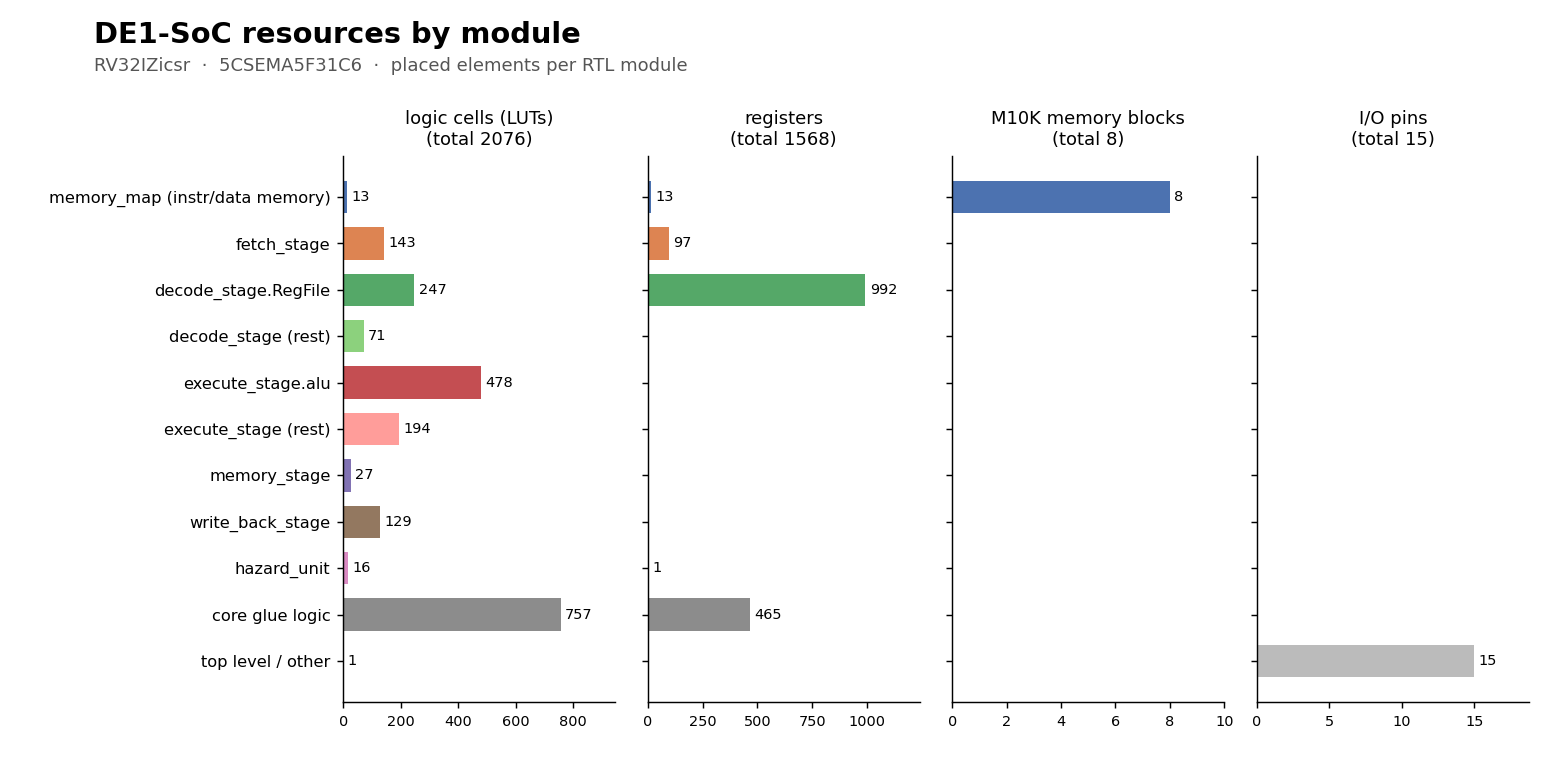 DE1-SoC resources by module
RV32IZicsr · 5CSEMA5F31C6 · placed elements per RTL module
logic cells (LUTs)
(total 2076)
registers
(total 1568)
M10K memory blocks
(total 8)
I/O pins
(total 15)
memory_map (instr/data memory) 13 13 8
fetch_stage 143 97
decode_stage.RegFile 247 992
decode_stage (rest) 71
execute_stage.alu 478
execute_stage (rest) 194
memory_stage 27
write_back_stage 129
hazard_unit 16 1
core glue logic 757 465
top level / other 1 15
0 200 400 600 800
0 250 500 750 1000
0 2 4 6 8 10
0 5 10 15